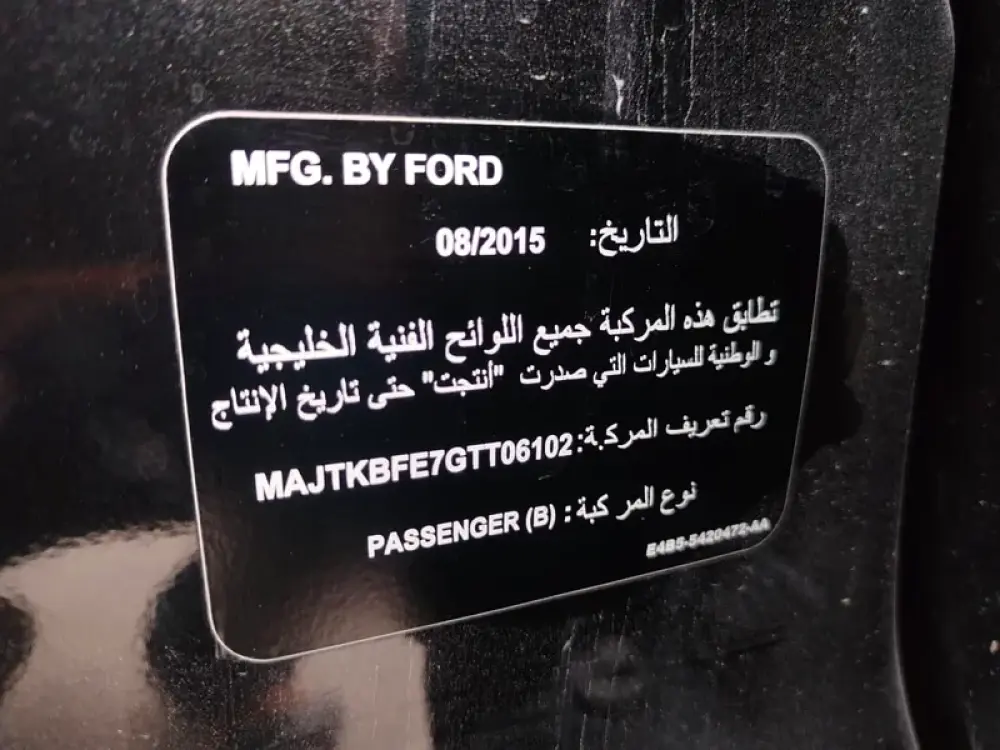 MFG. BY FORD
التاريخ: 08/2015
تطابق هذه المركبة جميع اللوائح الفنية الخليجية
و الوطنية للسيارات التي صدرت "أنتجت" حتى تاريخ الإنتاج
رقم تعريف المركبة: MAJTKBFE7GTT06102
نوع المركبة: PASSENGER (B)
E4B5-5420472-AA